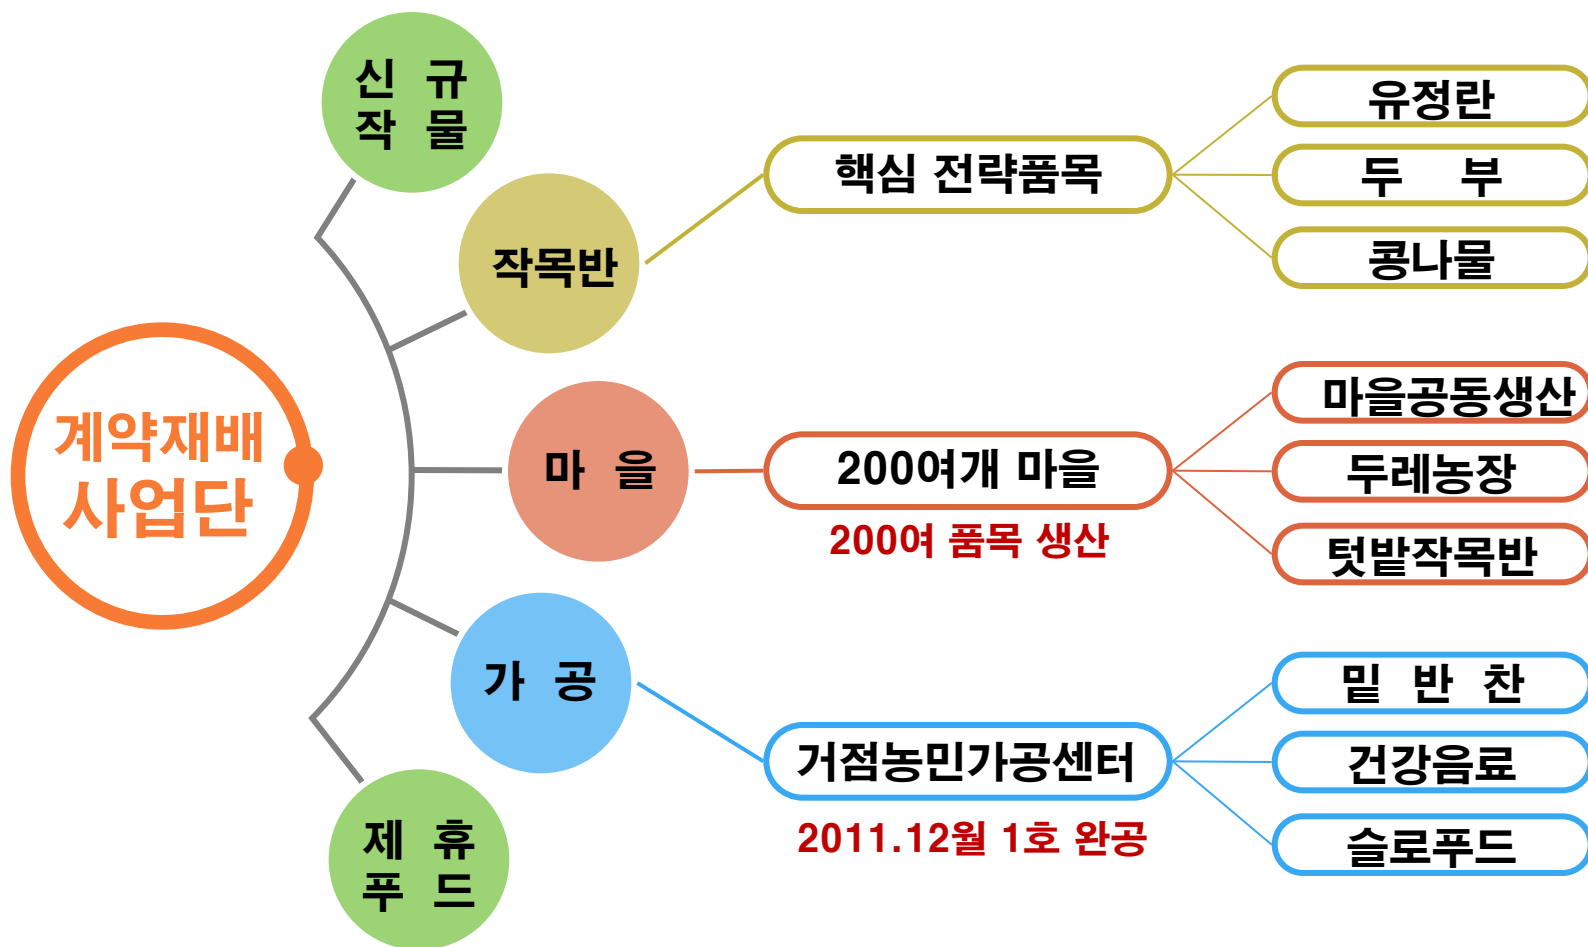 계약재배
사업단
신 규
작 물
작목반
핵심 전략품목
유정란
두 부
콩나물
마 을
200여개 마을
200여 품목 생산
마을공동생산
두레농장
텃밭작목반
가 공
거점농민가공센터
2011.12월 1호 완공
밑 반 찬
건강음료
슬로푸드
제 휴
푸 드